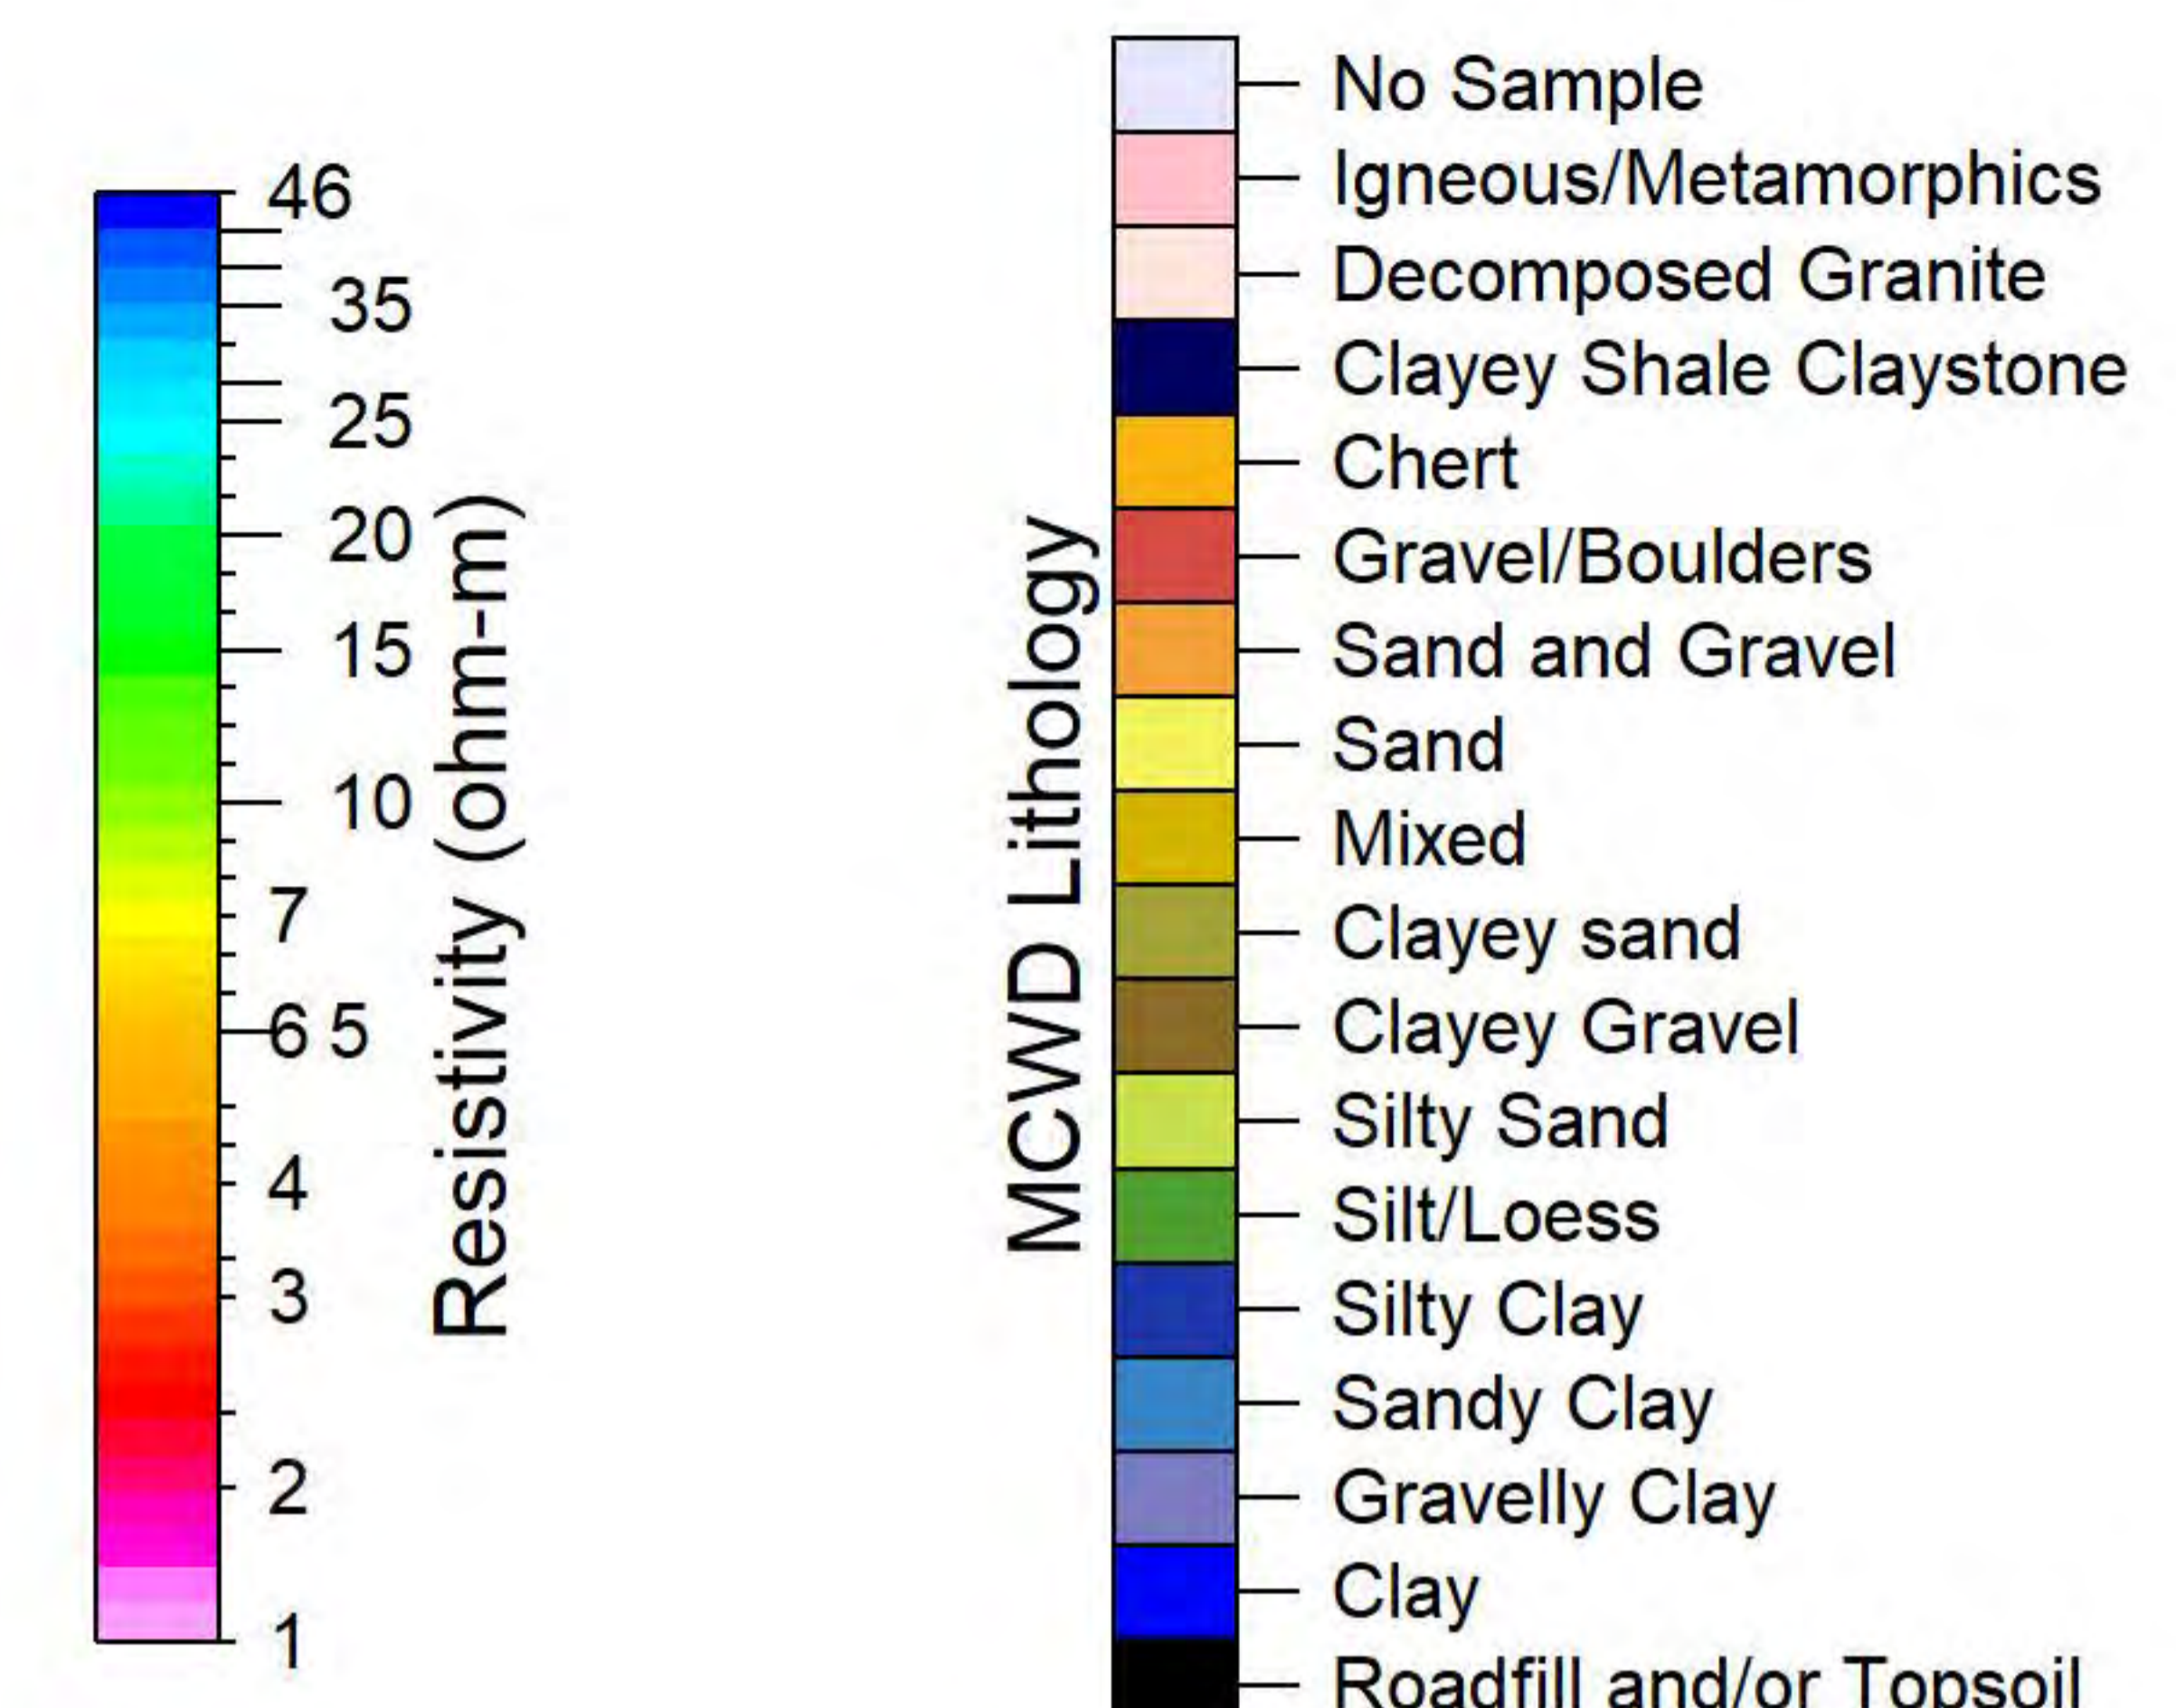 46
35
25
20
15
10
7
6 5
4
3
2
1
Resistivity (ohm-m)
MCWD Lithology
No Sample
Igneous/Metamorphics
Decomposed Granite
Clayey Shale Claystone
Chert
Gravel/Boulders
Sand and Gravel
Sand
Mixed
Clayey sand
Clayey Gravel
Silty Sand
Silt/Loess
Silty Clay
Sandy Clay
Gravelly Clay
Clay
Roadfill and/or Topsoil